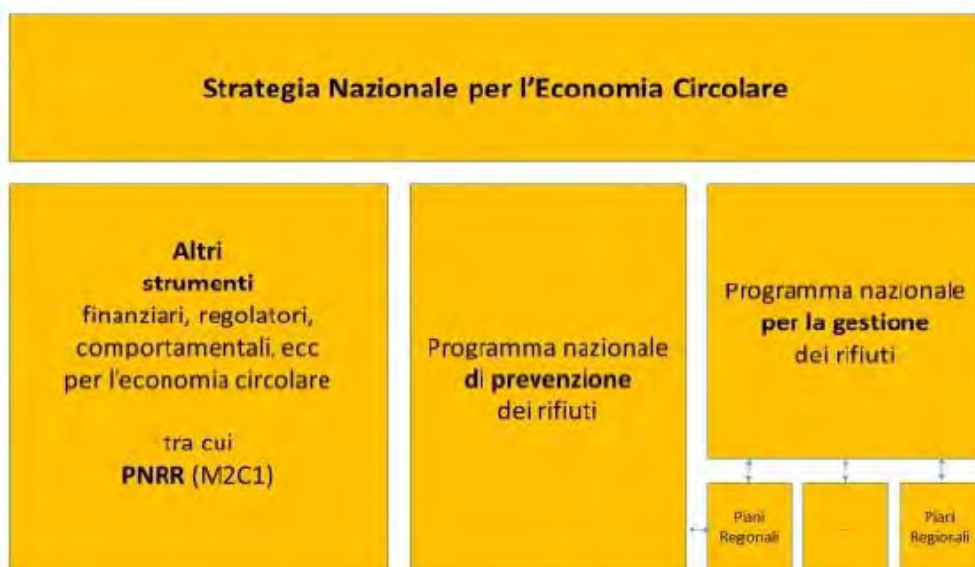 Strategia Nazionale per l'Economia Circolare
Altri
strumenti
finanziari, regolatori,
comportamentali, ecc
per l'economia circolare
tra cui
PNRR (M2C1)
Programma nazionale
di prevenzione
dei rifiuti
Programma nazionale
per la gestione
dei rifiuti
Piani
Regionali
...
Piani
Regionali